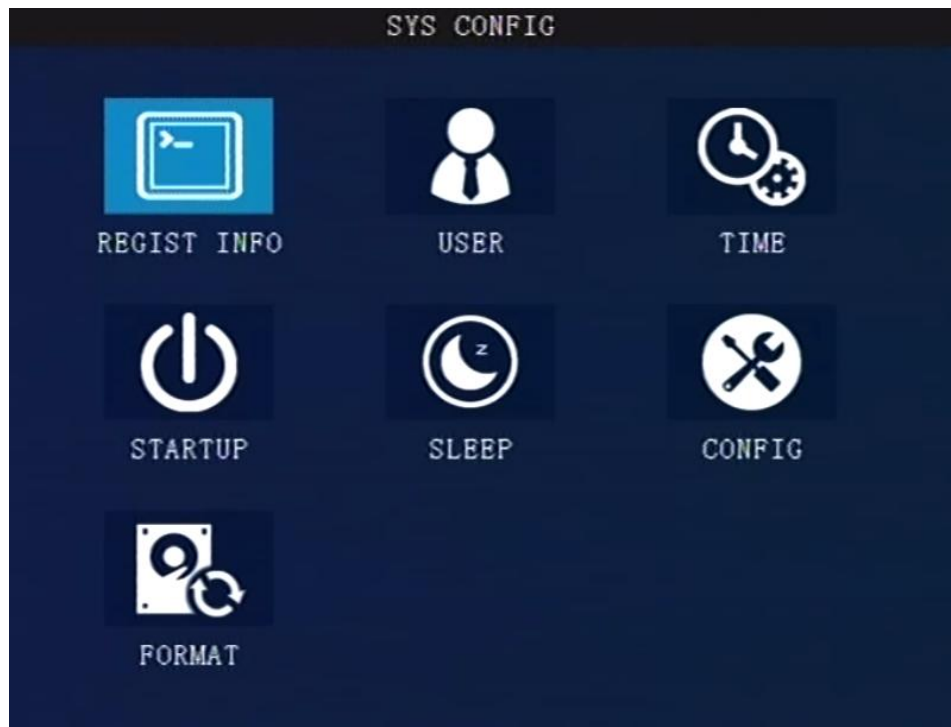 SYS CONFIG
REGIST INFO
USER
TIME
STARTUP
SLEEP
CONFIG
FORMAT